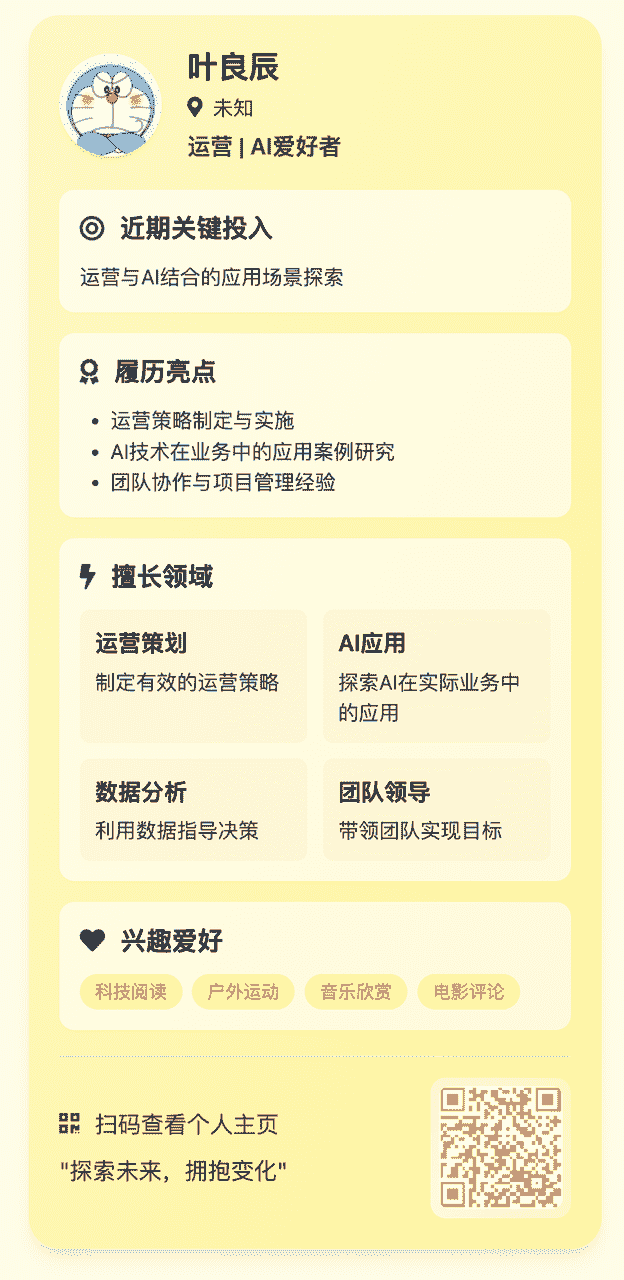 叶良辰
未知
运营 | AI爱好者
近期关键投入
运营与AI结合的应用场景探索
履历亮点
• 运营策略制定与实施
• AI技术在业务中的应用案例研究
• 团队协作与项目管理经验
擅长领域
运营策划
制定有效的运营策略
AI应用
探索AI在实际业务中
的应用
数据分析
利用数据指导决策
团队领导
带领团队实现目标
兴趣爱好
科技阅读 户外运动 音乐欣赏 电影评论
扫码查看个人主页
"探索未来，拥抱变化"